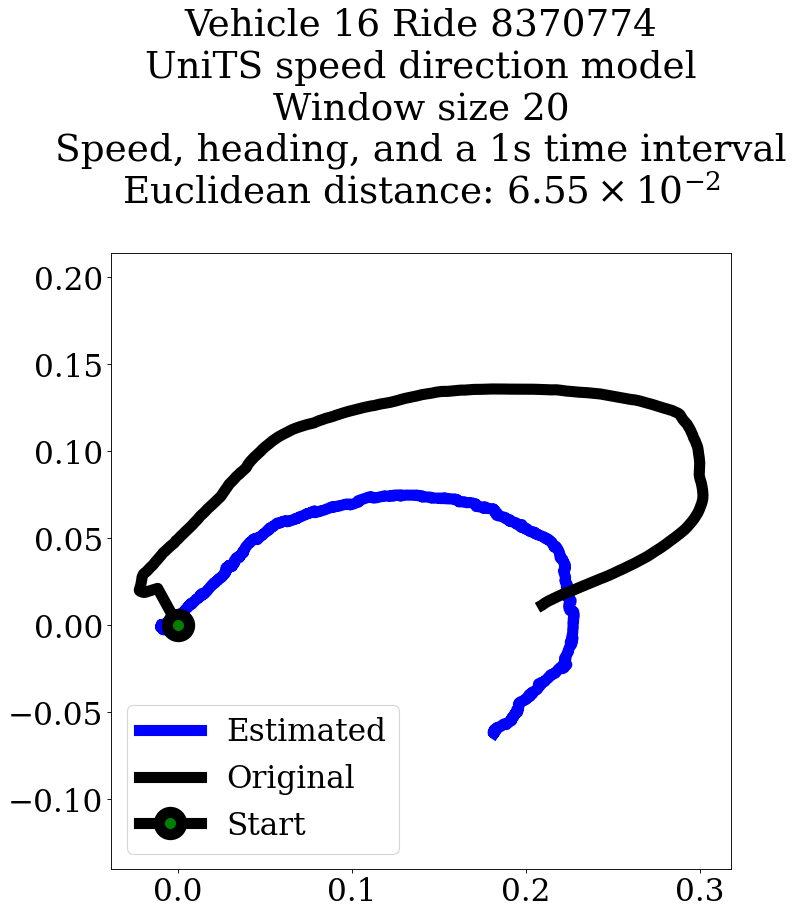 Vehicle 16 Ride 8370774
UniTS speed direction model
Window size 20
Speed, heading, and a 1s time interval
Euclidean distance: 6.55 × 10⁻²
0.20
0.15
0.10
0.05
0.00
−0.05
−0.10
Estimated
Original
Start
0.0 0.1 0.2 0.3